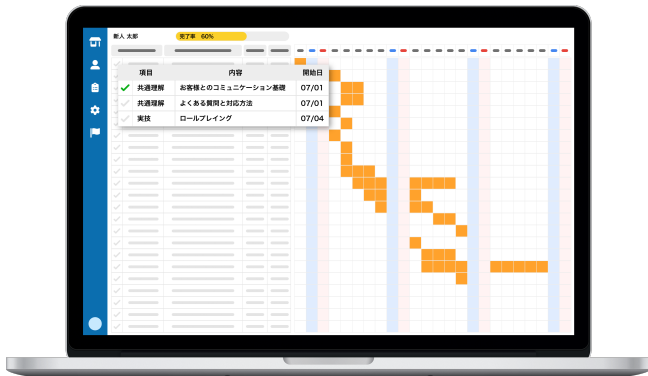 新人 太郎 完了率 60%
項目 内容 開始日
共通理解 お客様とのコミュニケーション基礎 07/01
共通理解 よくある質問と対応方法 07/01
実技 ロールプレイング 07/04